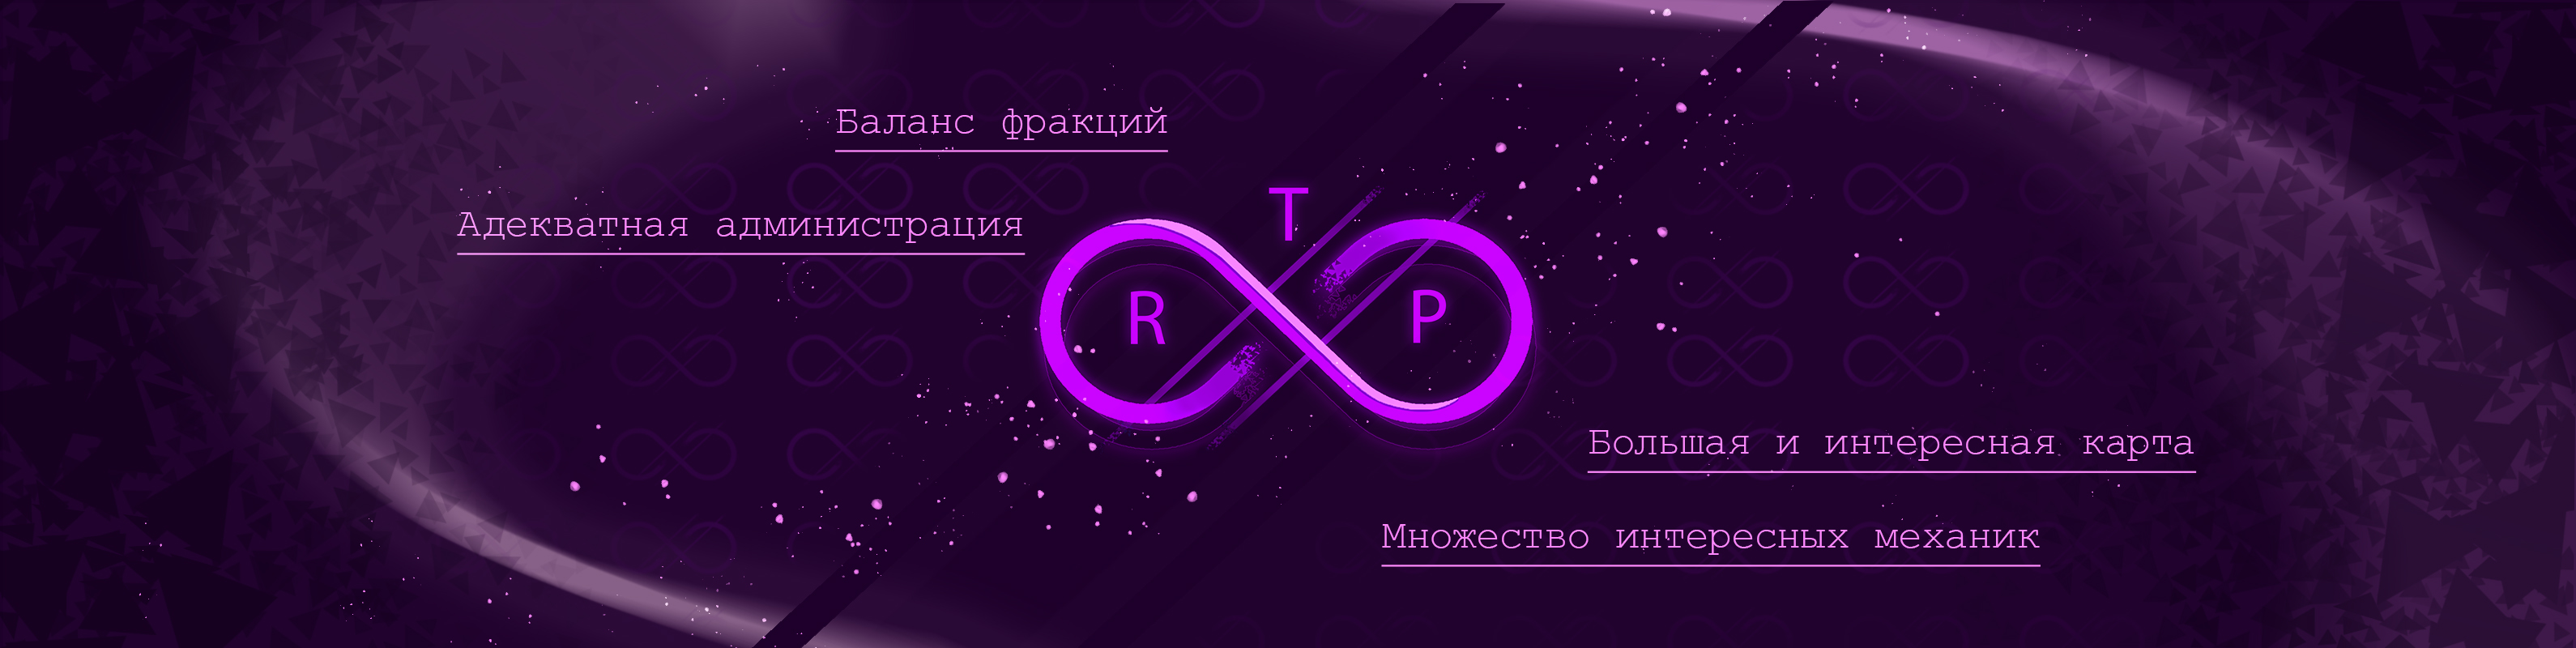 Баланс фракций
Адекватная администрация
T
R
P
Большая и интересная карта
Множество интересных механик